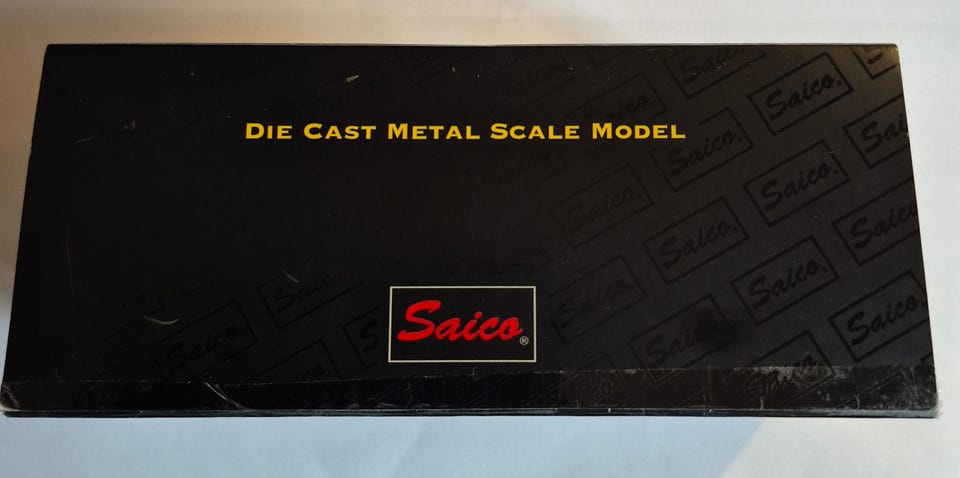 DIE CAST METAL SCALE MODEL
Saico®